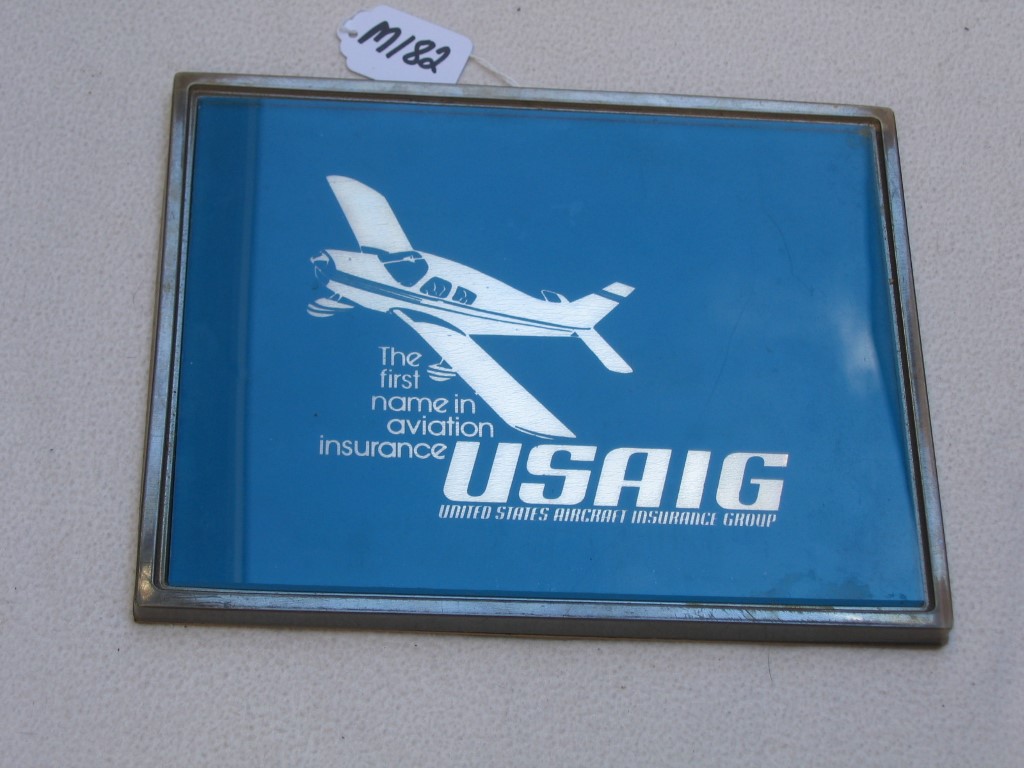 M182
The
first
name in
aviation
insurance
USAIG
UNITED STATES AIRCRAFT INSURANCE GROUP